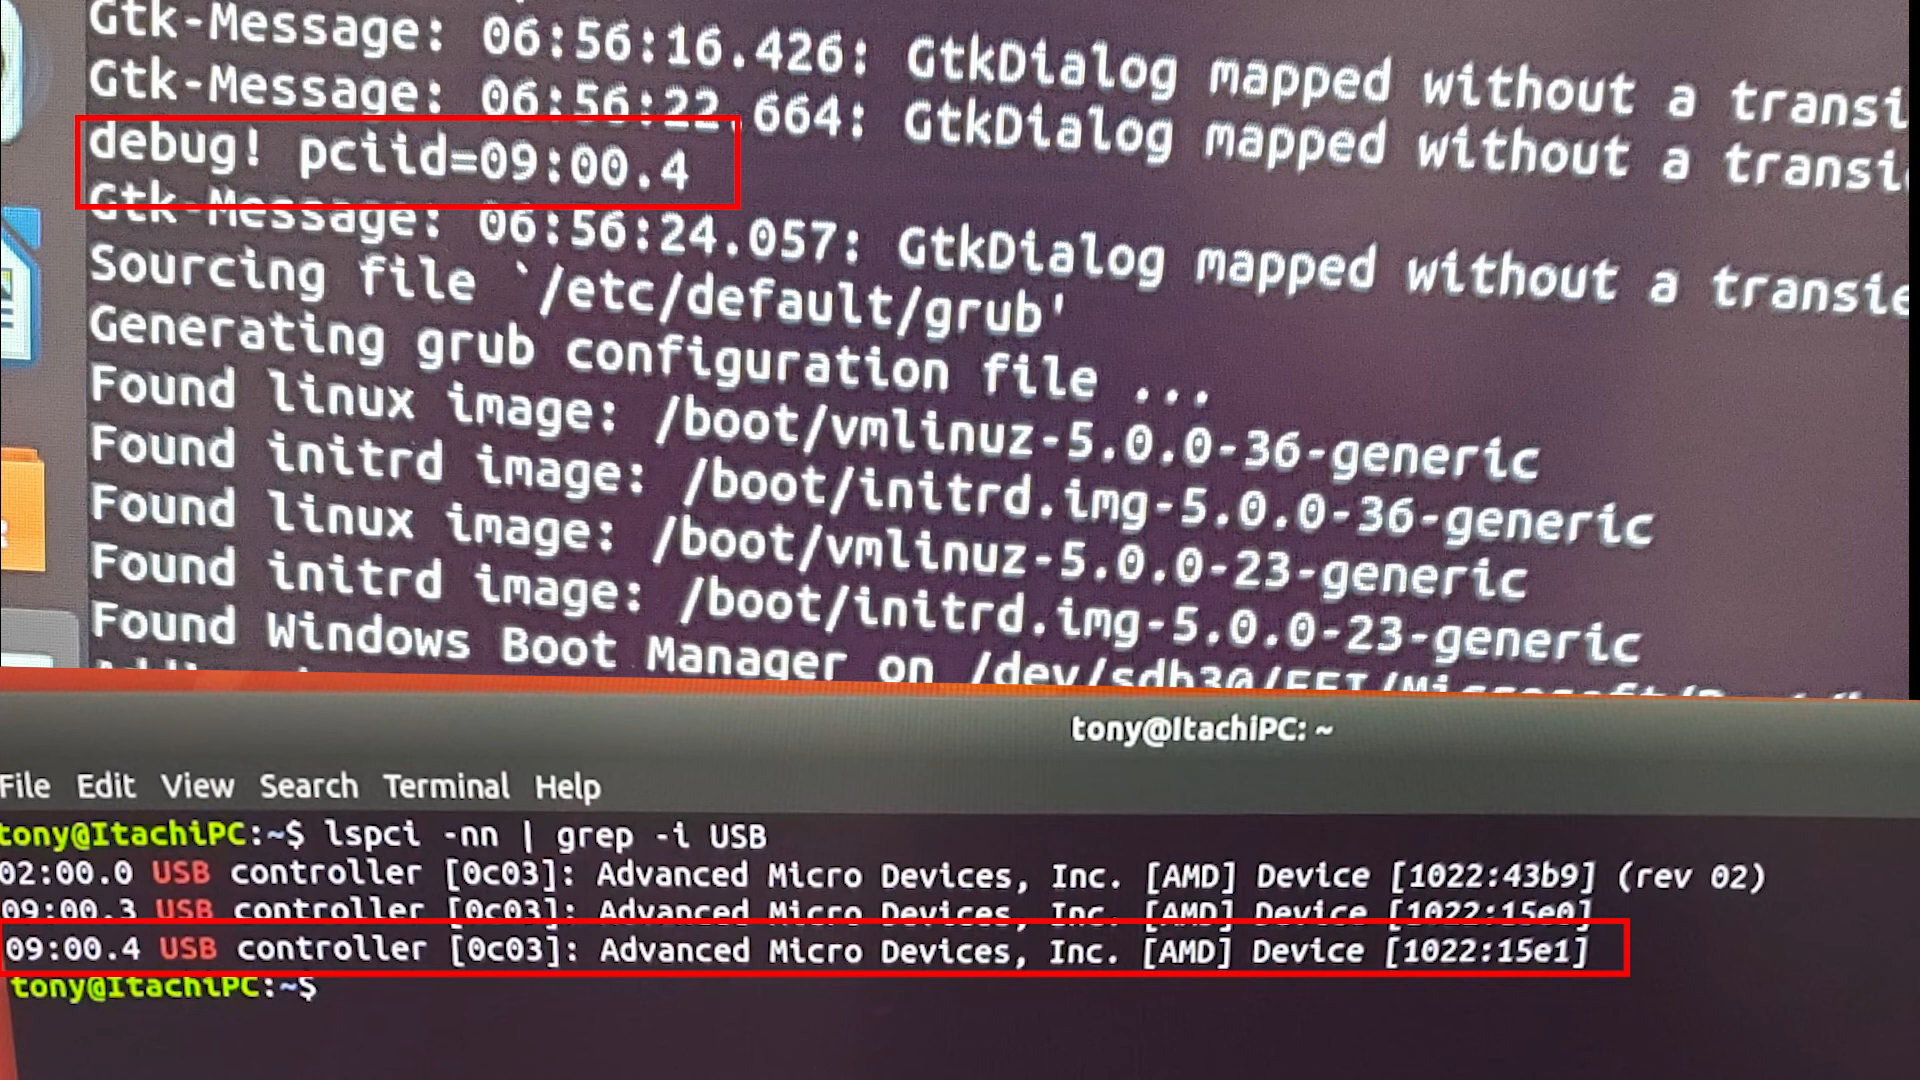 Gtk-Message: 06:56:16.426: GtkDialog mapped without a transi
Gtk-Message: 06:56:22.664: GtkDialog mapped without a transi
debug! pciid=09:00.4
Gtk-Message: 06:56:24.057: GtkDialog mapped without a transie
Sourcing file `/etc/default/grub'
Generating grub configuration file ...
Found linux image: /boot/vmlinuz-5.0.0-36-generic
Found initrd image: /boot/initrd.img-5.0.0-36-generic
Found linux image: /boot/vmlinuz-5.0.0-23-generic
Found initrd image: /boot/initrd.img-5.0.0-23-generic
Found Windows Boot Manager on /dev/sdb30/EFI/Microsoft/
tony@ItachiPC: ~
File Edit View Search Terminal Help
tony@ItachiPC:~$ lspci -nn | grep -i USB
02:00.0 USB controller [0c03]: Advanced Micro Devices, Inc. [AMD] Device [1022:43b9] (rev 02)
09:00.3 USB controller [0c03]: Advanced Micro Devices, Inc. [AMD] Device [1022:15e0]
09:00.4 USB controller [0c03]: Advanced Micro Devices, Inc. [AMD] Device [1022:15e1]
tony@ItachiPC:~$